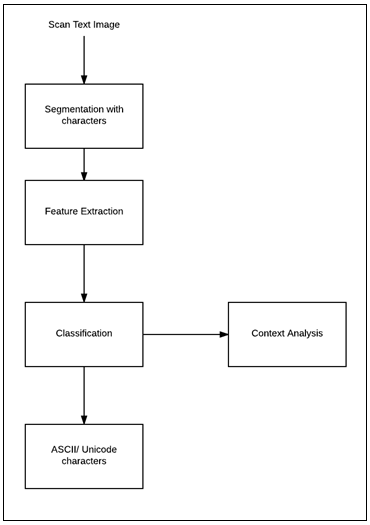 Scan Text Image
Segmentation with
characters
Feature Extraction
Classification
Context Analysis
ASCII/ Unicode
characters